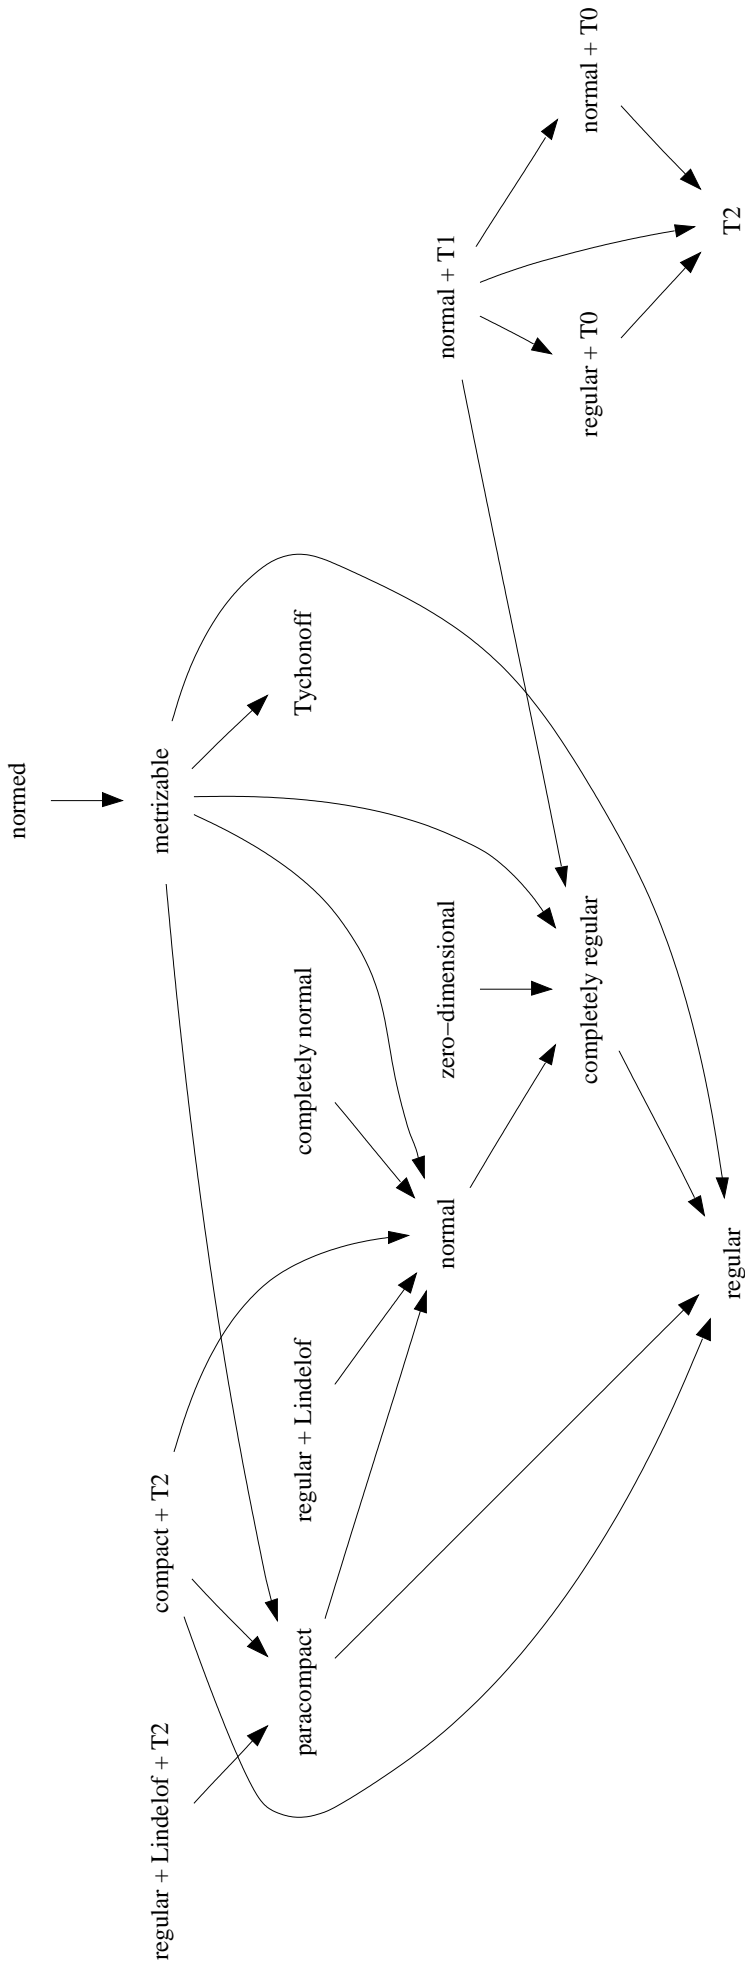 normed
regular + Lindelof + T2
compact + T2
metrizable
paracompact
regular + Lindelof
completely normal
Tychonoff
normal
zero−dimensional
normal + T1
completely regular
regular + T0
normal + T0
regular
T2